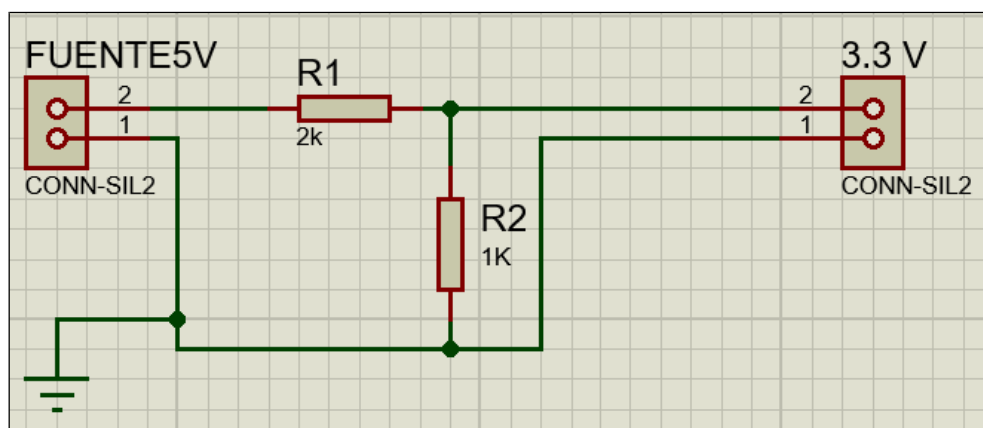 FUENTE5V
2
1
CONN-SIL2
R1
2k
R2
1K
3.3 V
2
1
CONN-SIL2